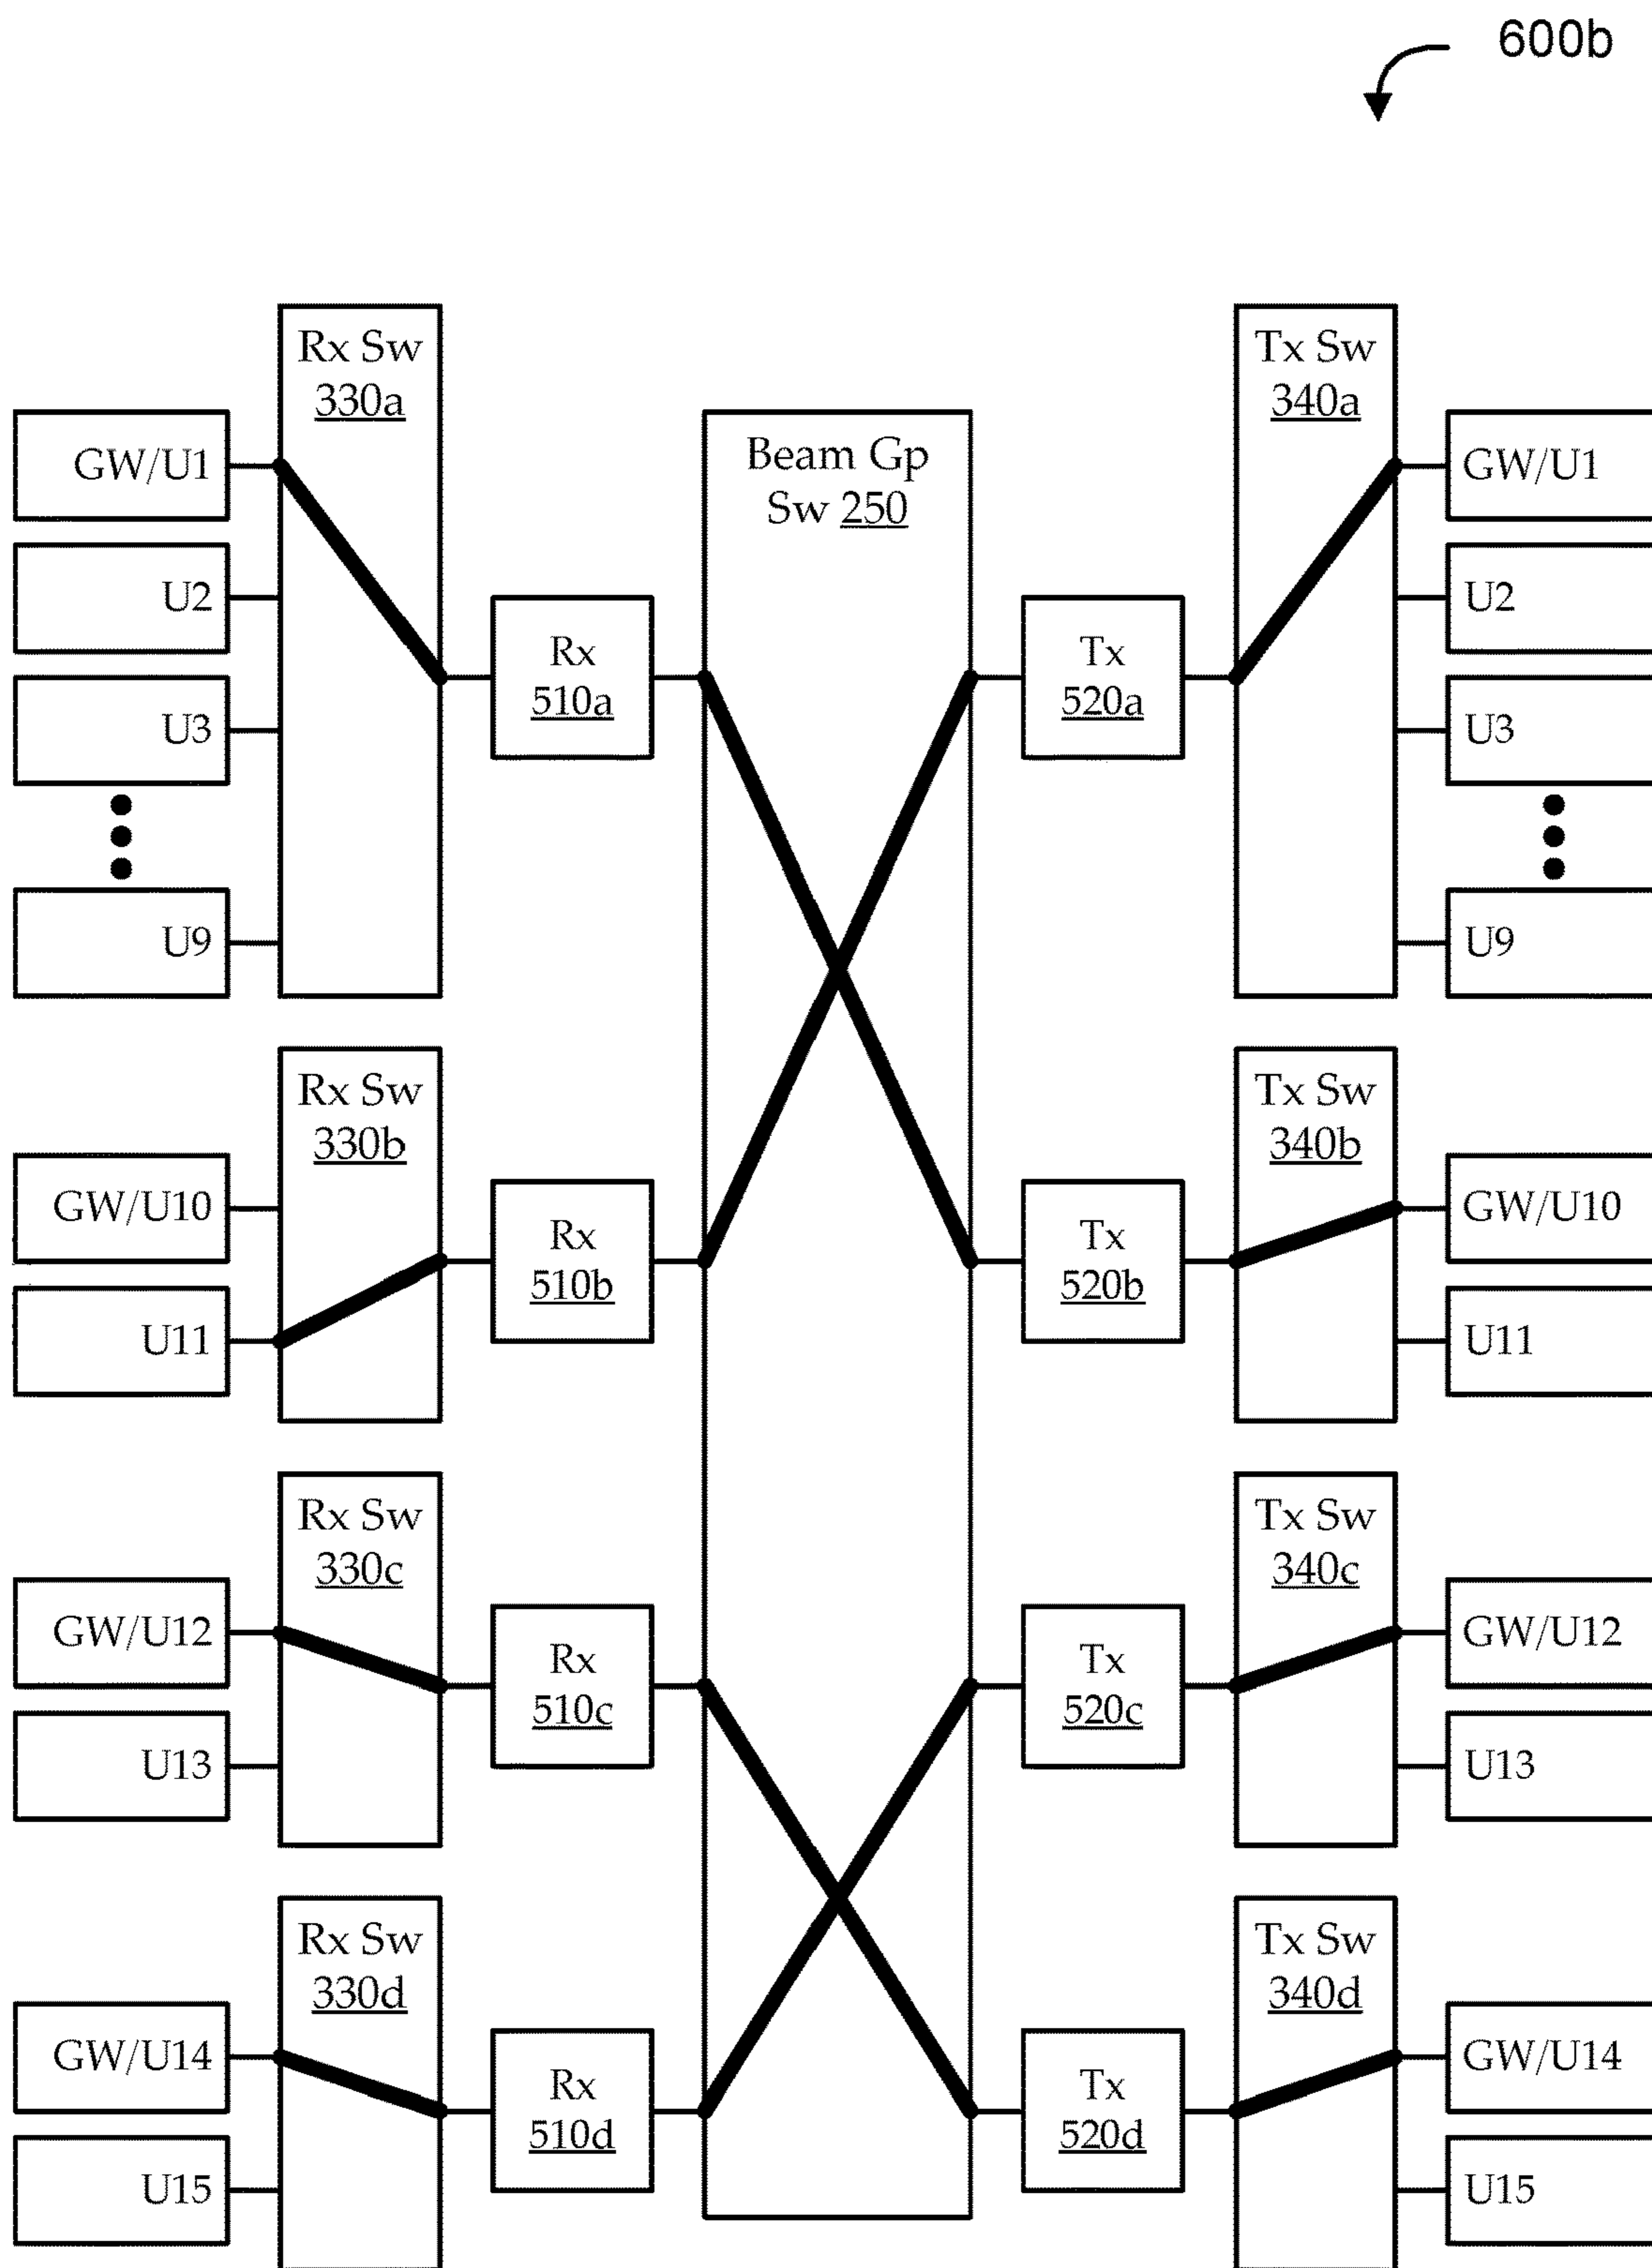 600b
Rx Sw
330a
GW/U1
U2
U3
U9
Rx
510a
Beam Gp
Sw 250
Tx
520a
Tx Sw
340a
GW/U1
U2
U3
U9
Rx Sw
330b
GW/U10
U11
Rx
510b
Tx
520b
Tx Sw
340b
GW/U10
U11
Rx Sw
330c
GW/U12
U13
Rx
510c
Tx
520c
Tx Sw
340c
GW/U12
U13
Rx Sw
330d
GW/U14
U15
Rx
510d
Tx
520d
Tx Sw
340d
GW/U14
U15